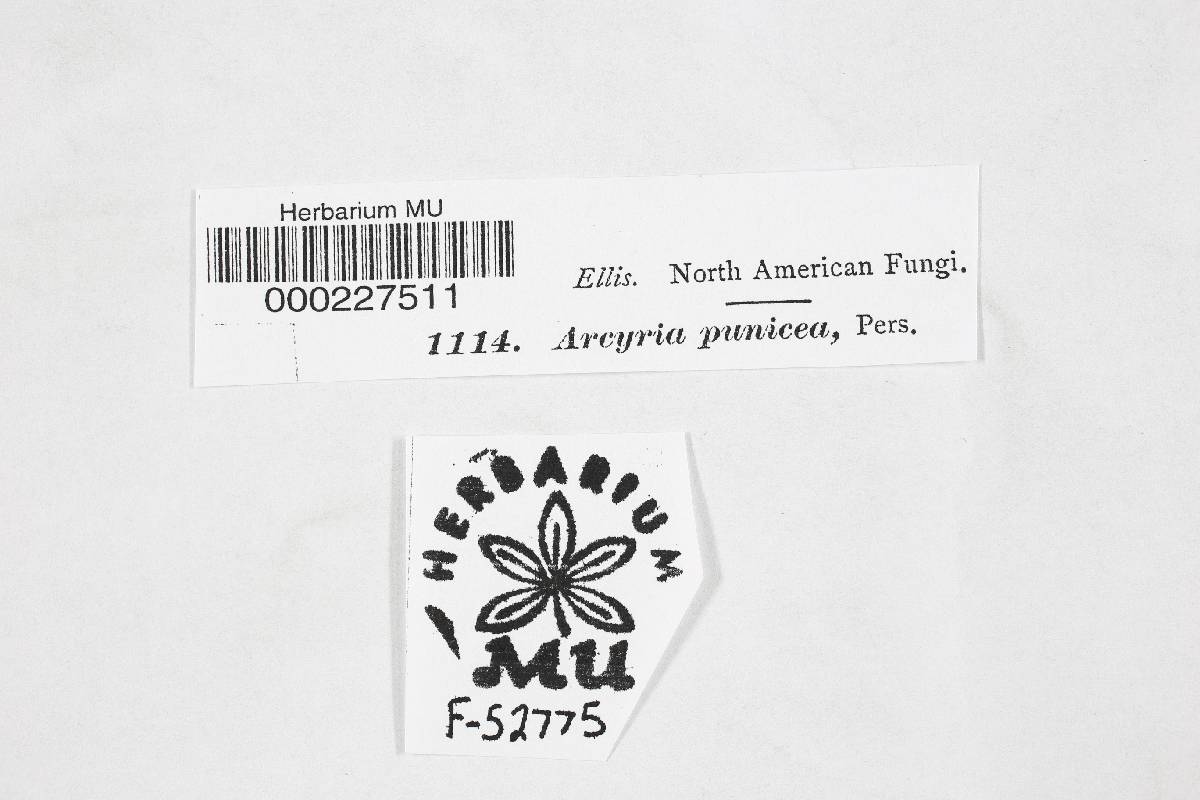 Herbarium MU
000227511
Ellis. North American Fungi.
1114. Arcyria punicea, Pers.
HERBARIUM
MU
F-52775